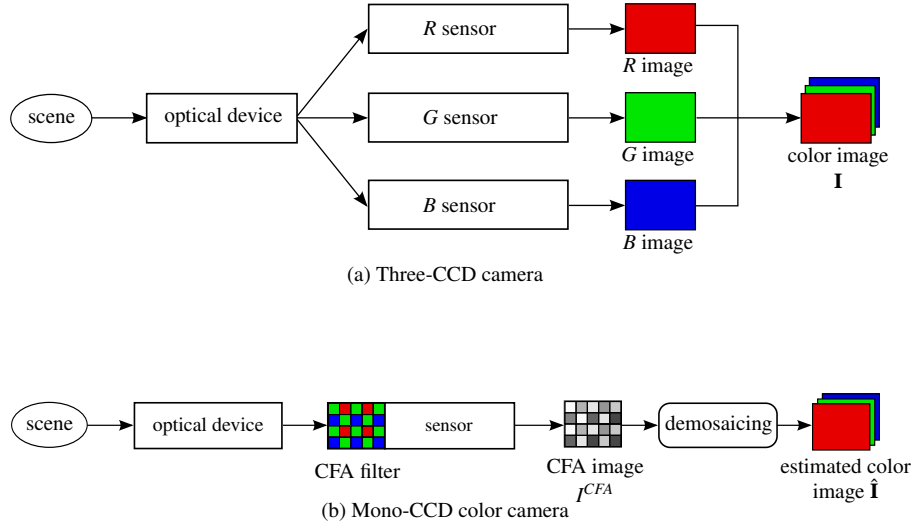 R sensor
R image
scene
optical device
G sensor
G image
color image
I
B sensor
B image
(a) Three-CCD camera
scene
optical device
sensor
demosaicing
CFA filter
CFA image
I^CFA
estimated color
image Î
(b) Mono-CCD color camera